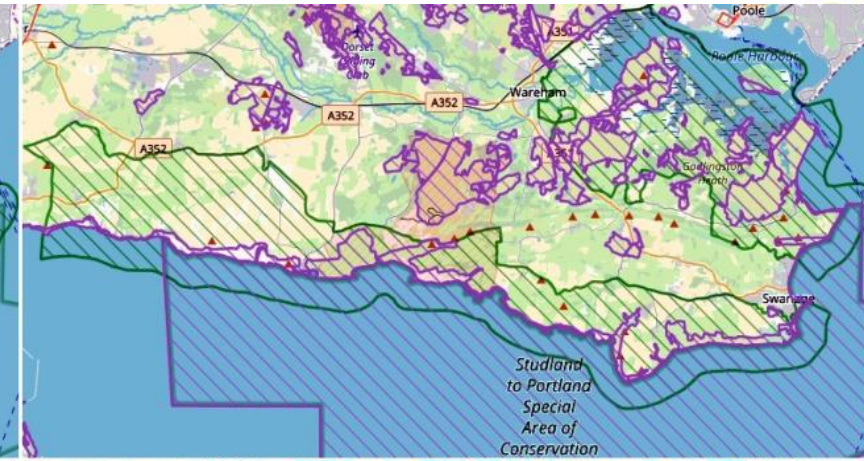 Poole
A351
Dorset
Gliding
Club
Poole Harbour
Wareham
A352
A352
A351
A352
Godlingston
Heath
Swanage
Studland
to Portland
Special
Area of
Conservation